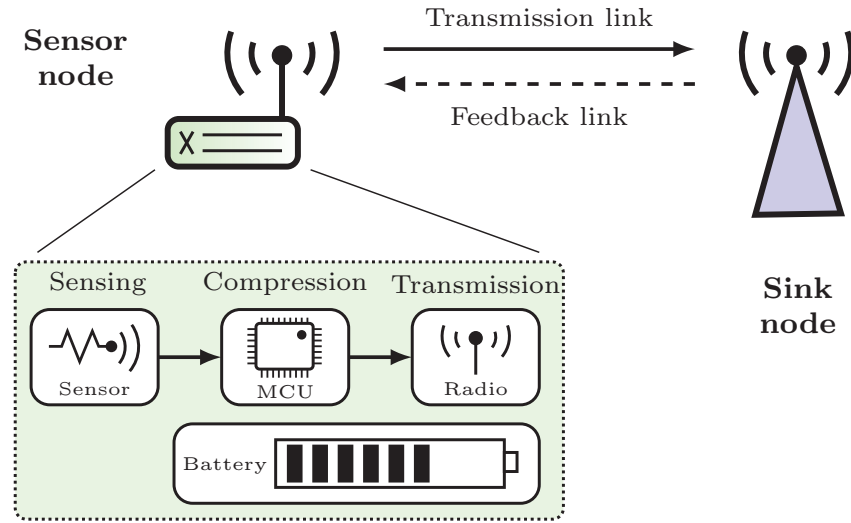 Transmission link
Sensor
node
Feedback link
Sensing
Compression
Transmission
Sensor
MCU
Radio
Battery
Sink
node